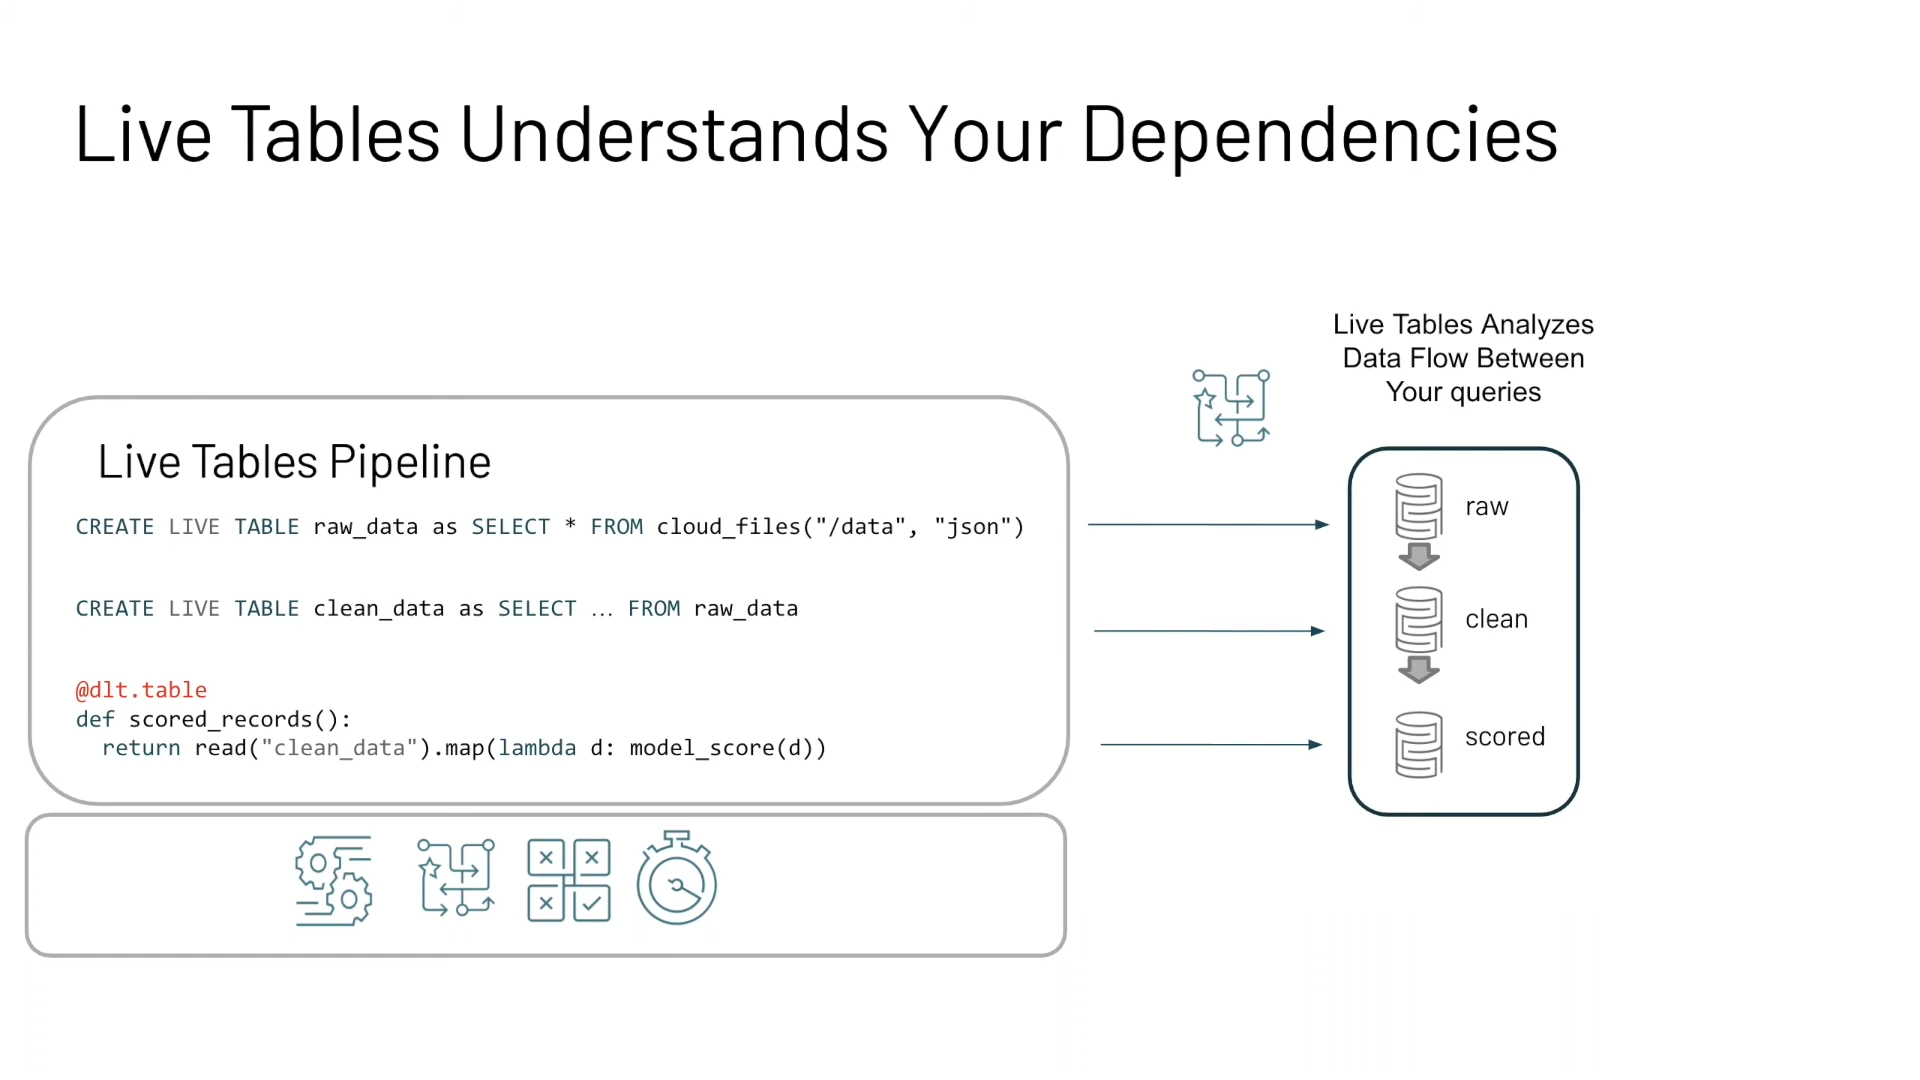 Live Tables Understands Your Dependencies
Live Tables Analyzes
Data Flow Between
Your queries
Live Tables Pipeline
CREATE LIVE TABLE raw_data as SELECT * FROM cloud_files("/data", "json")
CREATE LIVE TABLE clean_data as SELECT … FROM raw_data
@dlt.table
def scored_records():
  return read("clean_data").map(lambda d: model_score(d))
raw
clean
scored